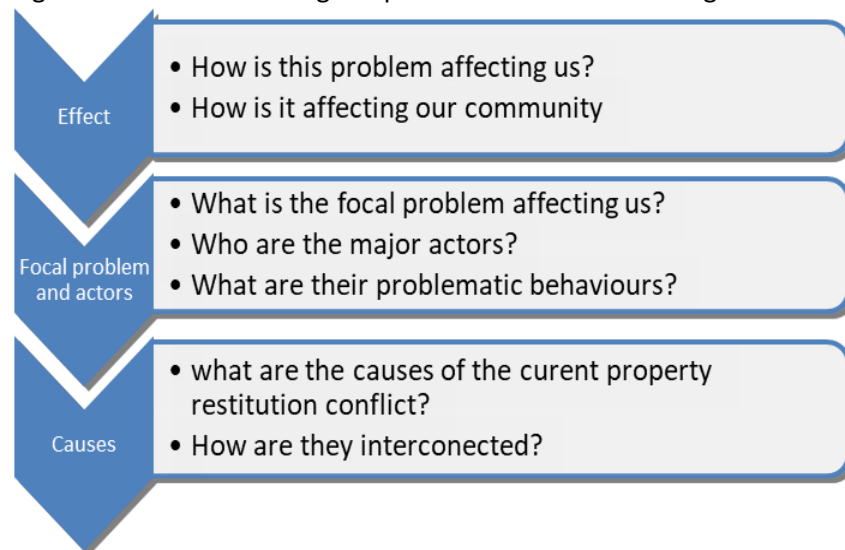 Effect
• How is this problem affecting us?
• How is it affecting our community
Focal problem
and actors
• What is the focal problem affecting us?
• Who are the major actors?
• What are their problematic behaviours?
Causes
• what are the causes of the curent property
restitution conflict?
• How are they interconected?